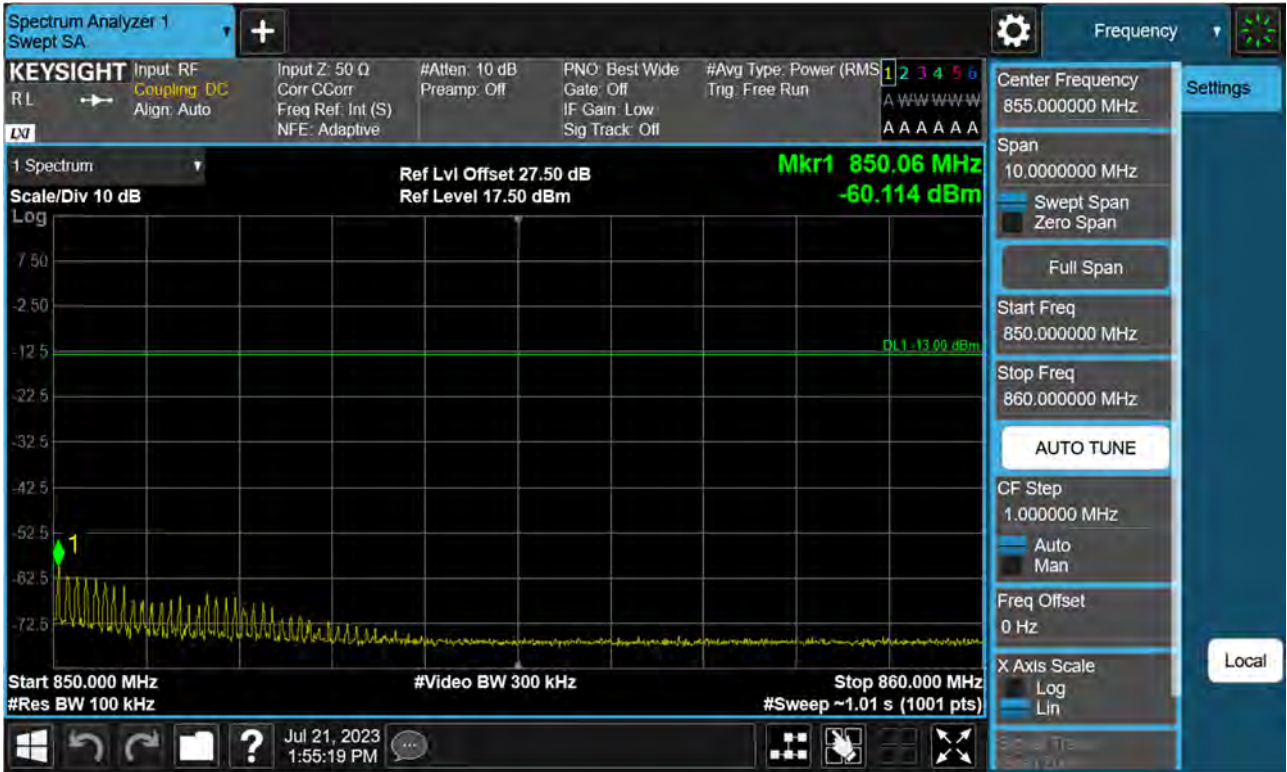 Spectrum Analyzer 1
Swept SA
Frequency
KEYSIGHT
R L
LXI
Input: RF
Coupling: DC
Align: Auto
Input Z: 50 Ω
Corr CCorr
Freq Ref: Int (S)
NFE: Adaptive
#Atten: 10 dB
Preamp: Off
PNO: Best Wide
Gate: Off
IF Gain: Low
Sig Track: Off
#Avg Type: Power (RMS
Trig: Free Run
1 2 3 4 5 6
A W W W W W
A A A A A A
1 Spectrum
Scale/Div 10 dB
Log
Ref Lvl Offset 27.50 dB
Ref Level 17.50 dBm
Mkr1 850.06 MHz
-60.114 dBm
7.50
-2.50
-12.5
DL1 -13.00 dBm
-22.5
-32.5
-42.5
-52.5
1
-62.5
-72.5
Start 850.000 MHz
#Res BW 100 kHz
#Video BW 300 kHz
Stop 860.000 MHz
#Sweep ~1.01 s (1001 pts)
Center Frequency
855.000000 MHz
Span
10.0000000 MHz
Swept Span
Zero Span
Full Span
Start Freq
850.000000 MHz
Stop Freq
860.000000 MHz
AUTO TUNE
CF Step
1.000000 MHz
Auto
Man
Freq Offset
0 Hz
X Axis Scale
Log
Lin
Settings
Local
?
Jul 21, 2023
1:55:19 PM